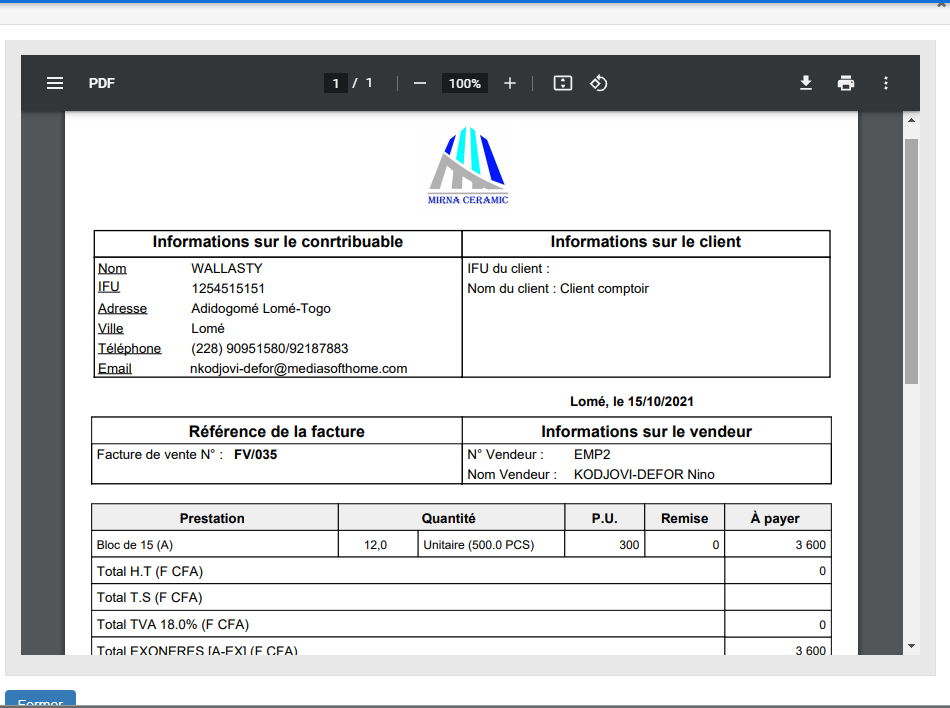 PDF
1 / 1
100%
MIRNA CERAMIC
Informations sur le conrtribuable
Informations sur le client
Nom WALLASTY
IFU 1254515151
Adresse Adidogomé Lomé-Togo
Ville Lomé
Téléphone (228) 90951580/92187883
Email nkodjovi-defor@mediasofthome.com
IFU du client :
Nom du client : Client comptoir
Lomé, le 15/10/2021
Référence de la facture
Informations sur le vendeur
Facture de vente N° : FV/035
N° Vendeur : EMP2
Nom Vendeur : KODJOVI-DEFOR Nino
Prestation Quantité P.U. Remise À payer
Bloc de 15 (A) 12,0 Unitaire (500.0 PCS) 300 0 3 600
Total H.T (F CFA) 0
Total T.S (F CFA)
Total TVA 18.0% (F CFA) 0
Total EXONERES [A-EX] (F CFA) 3 600
Fermer